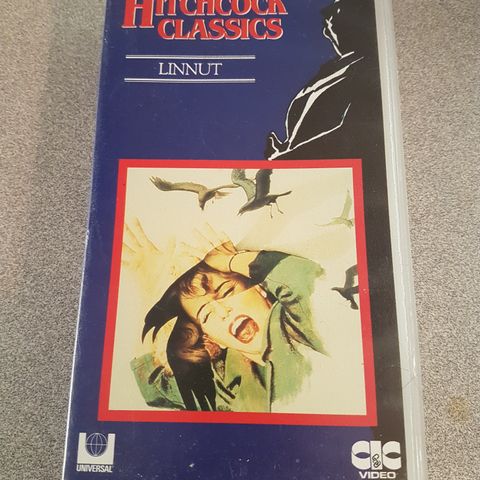 HITCHCOCK
CLASSICS
LINNUT
UNIVERSAL
CIC
VIDEO